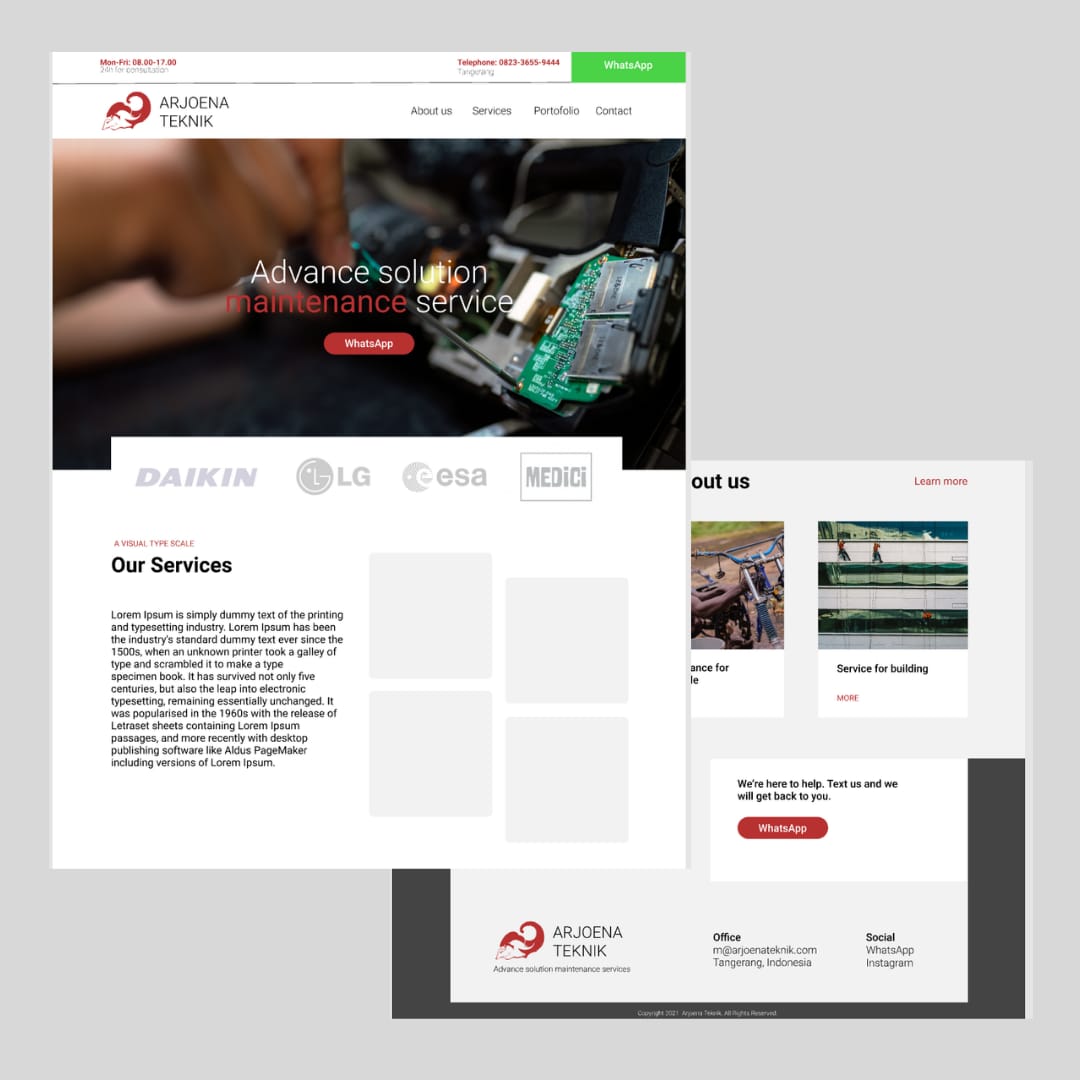 Mon-Fri: 08.00-17.00
24h for consultation
Telephone: 0823-3655-9444
Tangerang
WhatsApp
ARJOENA
TEKNIK
About us
Services
Portofolio
Contact
Advance solution
maintenance service
WhatsApp
DAIKIN
LG
esa
MEDiCi
A VISUAL TYPE SCALE
Our Services
Lorem Ipsum is simply dummy text of the printing
and typesetting industry. Lorem Ipsum has been
the industry's standard dummy text ever since the
1500s, when an unknown printer took a galley of
type and scrambled it to make a type
specimen book. It has survived not only five
centuries, but also the leap into electronic
typesetting, remaining essentially unchanged. It
was popularised in the 1960s with the release of
Letraset sheets containing Lorem Ipsum
passages, and more recently with desktop
publishing software like Aldus PageMaker
including versions of Lorem Ipsum.
out us
Learn more
ance for
le
Service for building
MORE
We're here to help. Text us and we
will get back to you.
WhatsApp
ARJOENA
TEKNIK
Advance solution maintenance services
Office
m@arjoenateknik.com
Tangerang, Indonesia
Social
WhatsApp
Instagram
Copyright 2021 Arjoena Teknik. All Rights Reserved